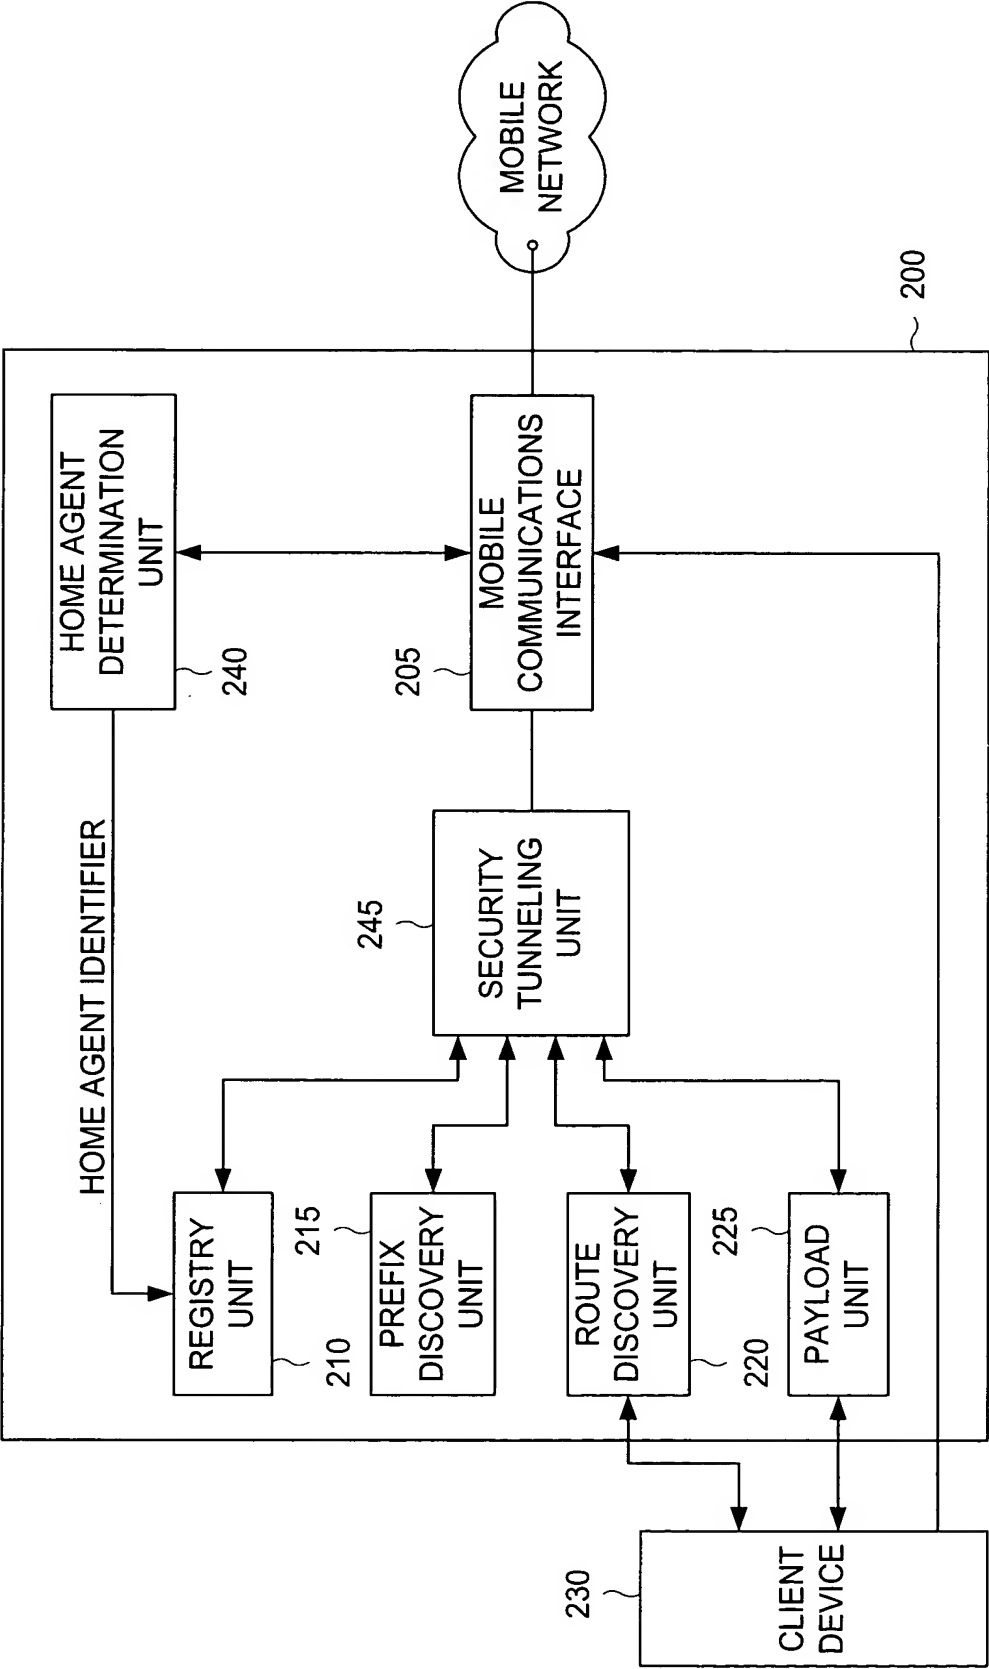 HOME AGENT
DETERMINATION
UNIT
240
HOME AGENT IDENTIFIER
MOBILE
NETWORK
200
MOBILE
COMMUNICATIONS
INTERFACE
205
SECURITY
TUNNELING
UNIT
245
REGISTRY
UNIT
210
PREFIX
DISCOVERY
UNIT
215
ROUTE
DISCOVERY
UNIT
220
PAYLOAD
UNIT
225
CLIENT
DEVICE
230